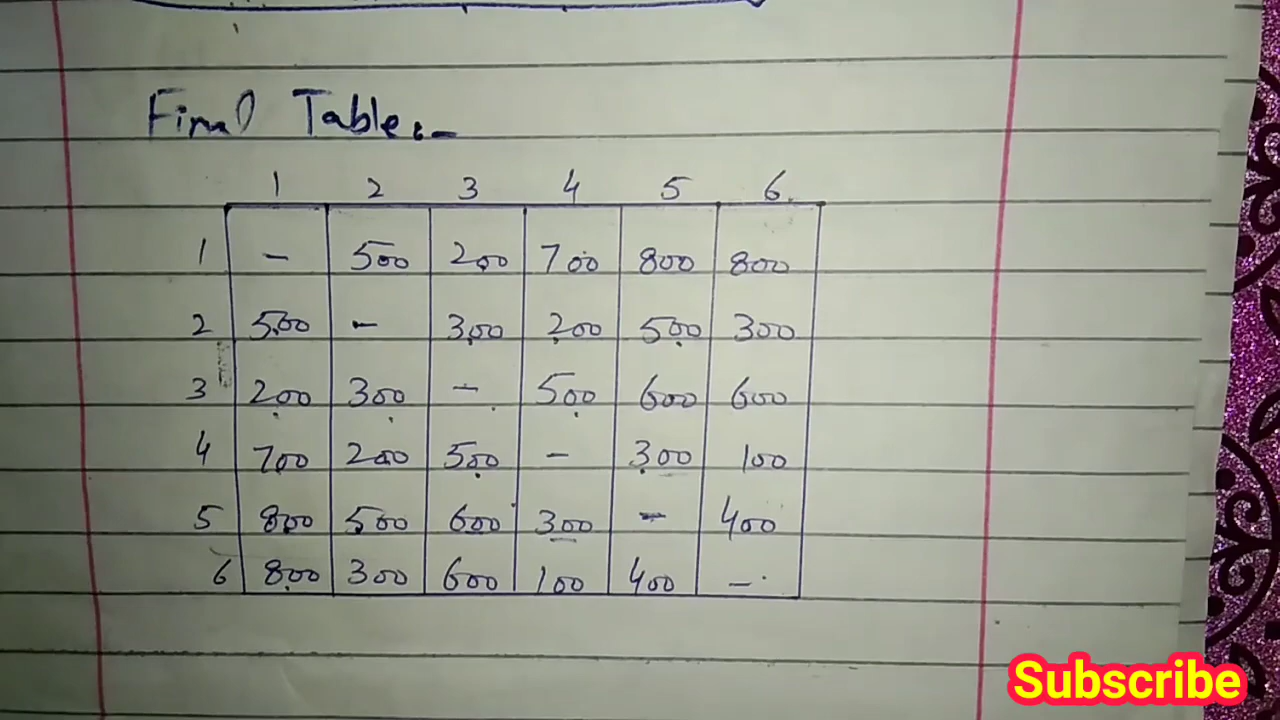 Final Table:-
1 2 3 4 5 6.
1 - 500 200 700 800 800
2 500 - 300 200 500 300
3 200 300 - 500 600 600
4 700 200 500 - 300 100
5 800 500 600 300 - 400
6 800 300 600 100 400 -
Subscribe